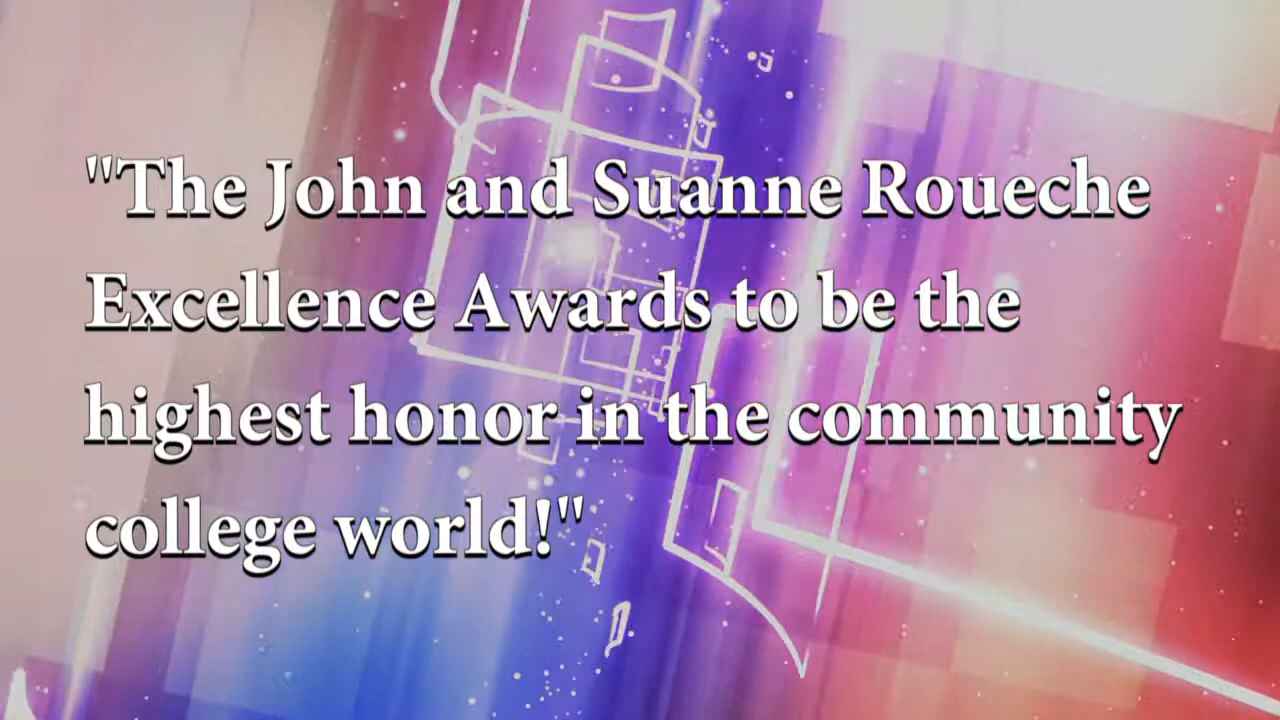 "The John and Suanne Roueche
Excellence Awards to be the
highest honor in the community
college world!"